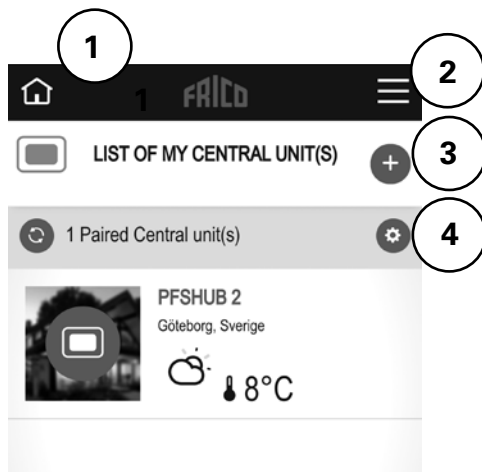 1
2
1 FRICO
LIST OF MY CENTRAL UNIT(S)
3
1 Paired Central unit(s)
4
PFSHUB 2
Göteborg, Sverige
8°C